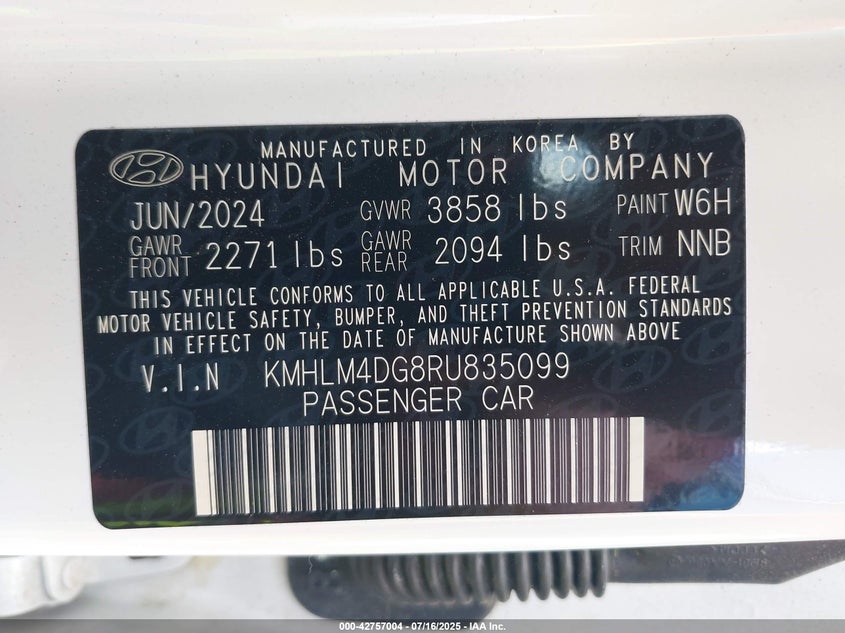 MANUFACTURED IN KOREA BY
HYUNDAI MOTOR COMPANY
JUN/2024 GVWR 3858 lbs PAINT W6H
GAWR FRONT 2271 lbs GAWR REAR 2094 lbs TRIM NNB
THIS VEHICLE CONFORMS TO ALL APPLICABLE U.S.A. FEDERAL
MOTOR VEHICLE SAFETY, BUMPER, AND THEFT PREVENTION STANDARDS
IN EFFECT ON THE DATE OF MANUFACTURE SHOWN ABOVE
V.I.N KMHLM4DG8RU835099
PASSENGER CAR
000-42757004 | 07/16/2025 | © IAA, Inc.